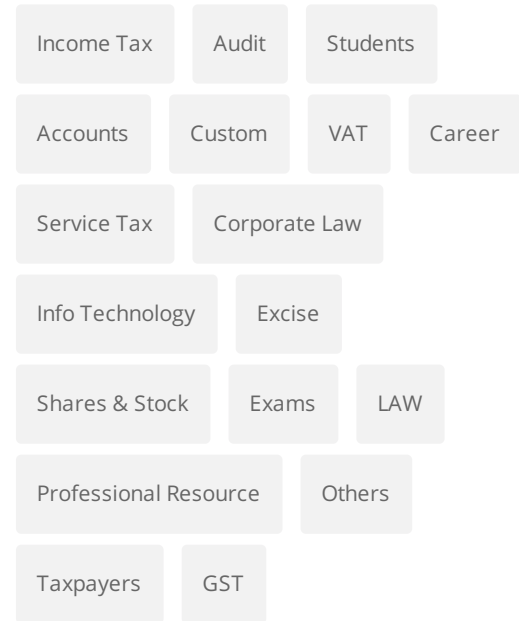 Income Tax Audit Students
Accounts Custom VAT Career
Service Tax Corporate Law
Info Technology Excise
Shares & Stock Exams LAW
Professional Resource Others
Taxpayers GST